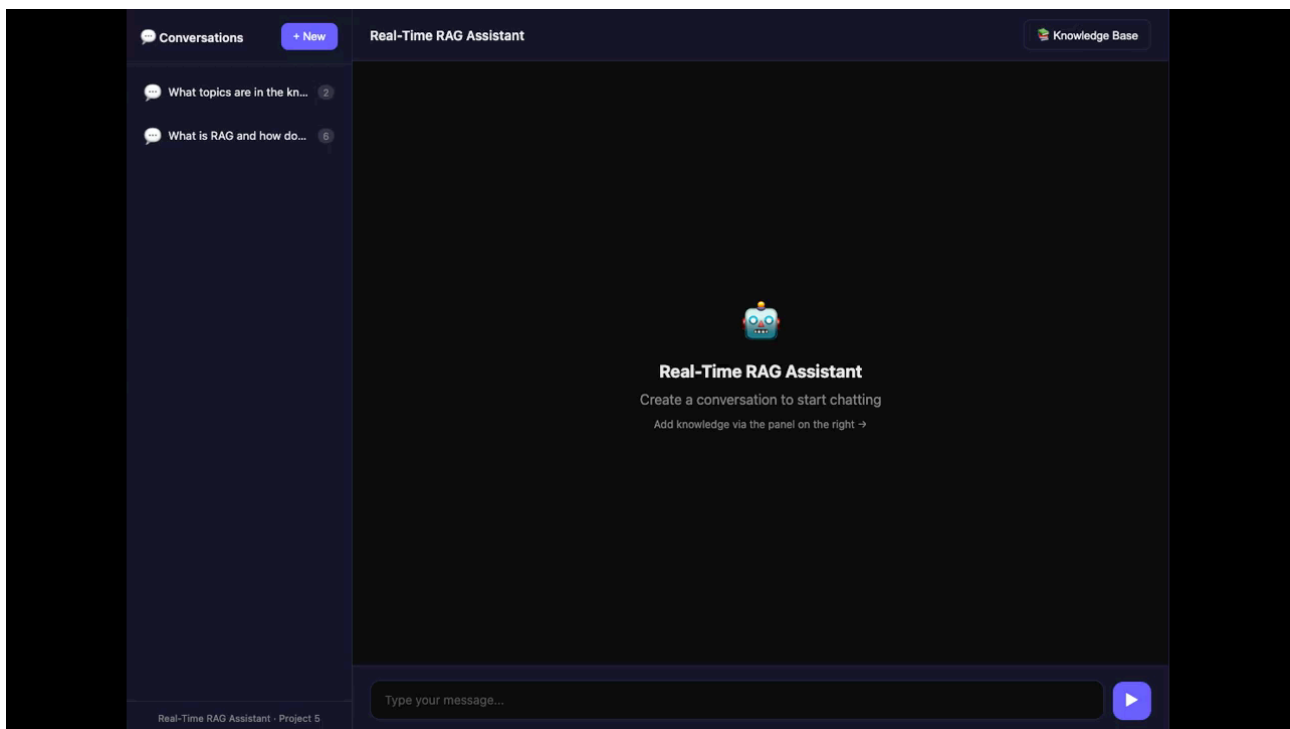 Conversations
+ New
What topics are in the kn... 2
What is RAG and how do... 6
Real-Time RAG Assistant · Project 5
Real-Time RAG Assistant
Knowledge Base
Real-Time RAG Assistant
Create a conversation to start chatting
Add knowledge via the panel on the right →
Type your message...